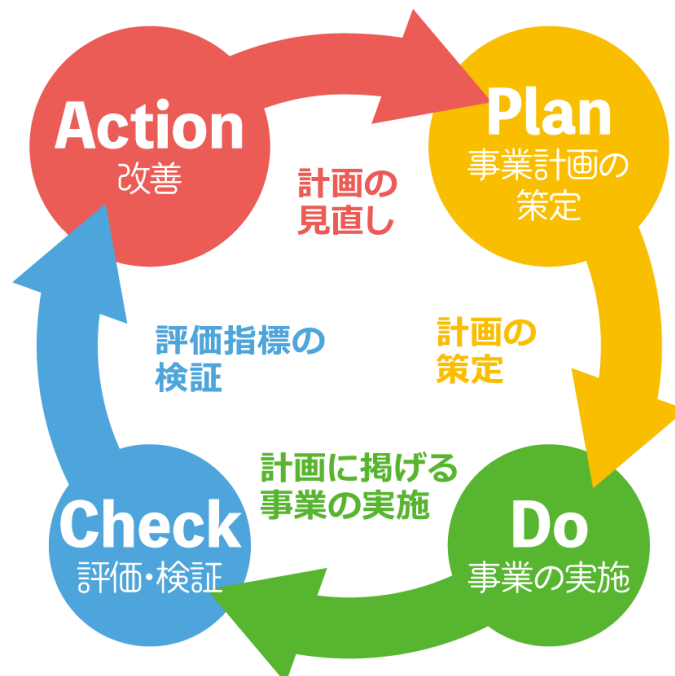 Action
改善
Plan
事業計画の
策定
計画の
見直し
評価指標の
検証
計画の
策定
計画に掲げる
事業の実施
Check
評価・検証
Do
事業の実施